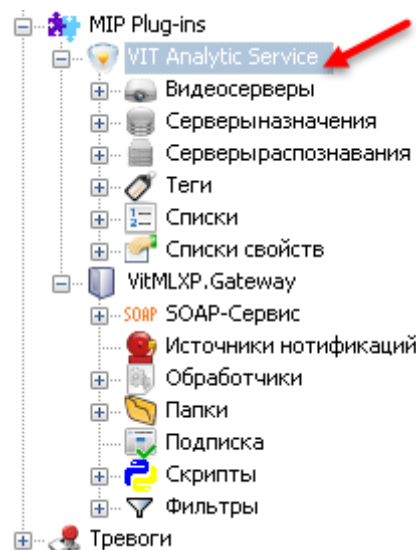 MIP Plug-ins
VIT Analytic Service
Видеосерверы
Серверыназначения
Серверыраспознавания
Теги
Списки
Списки свойств
VitMLXP.Gateway
SOAP SOAP-Сервис
Источники нотификаций
Обработчики
Папки
Подписка
Скрипты
Фильтры
Тревоги